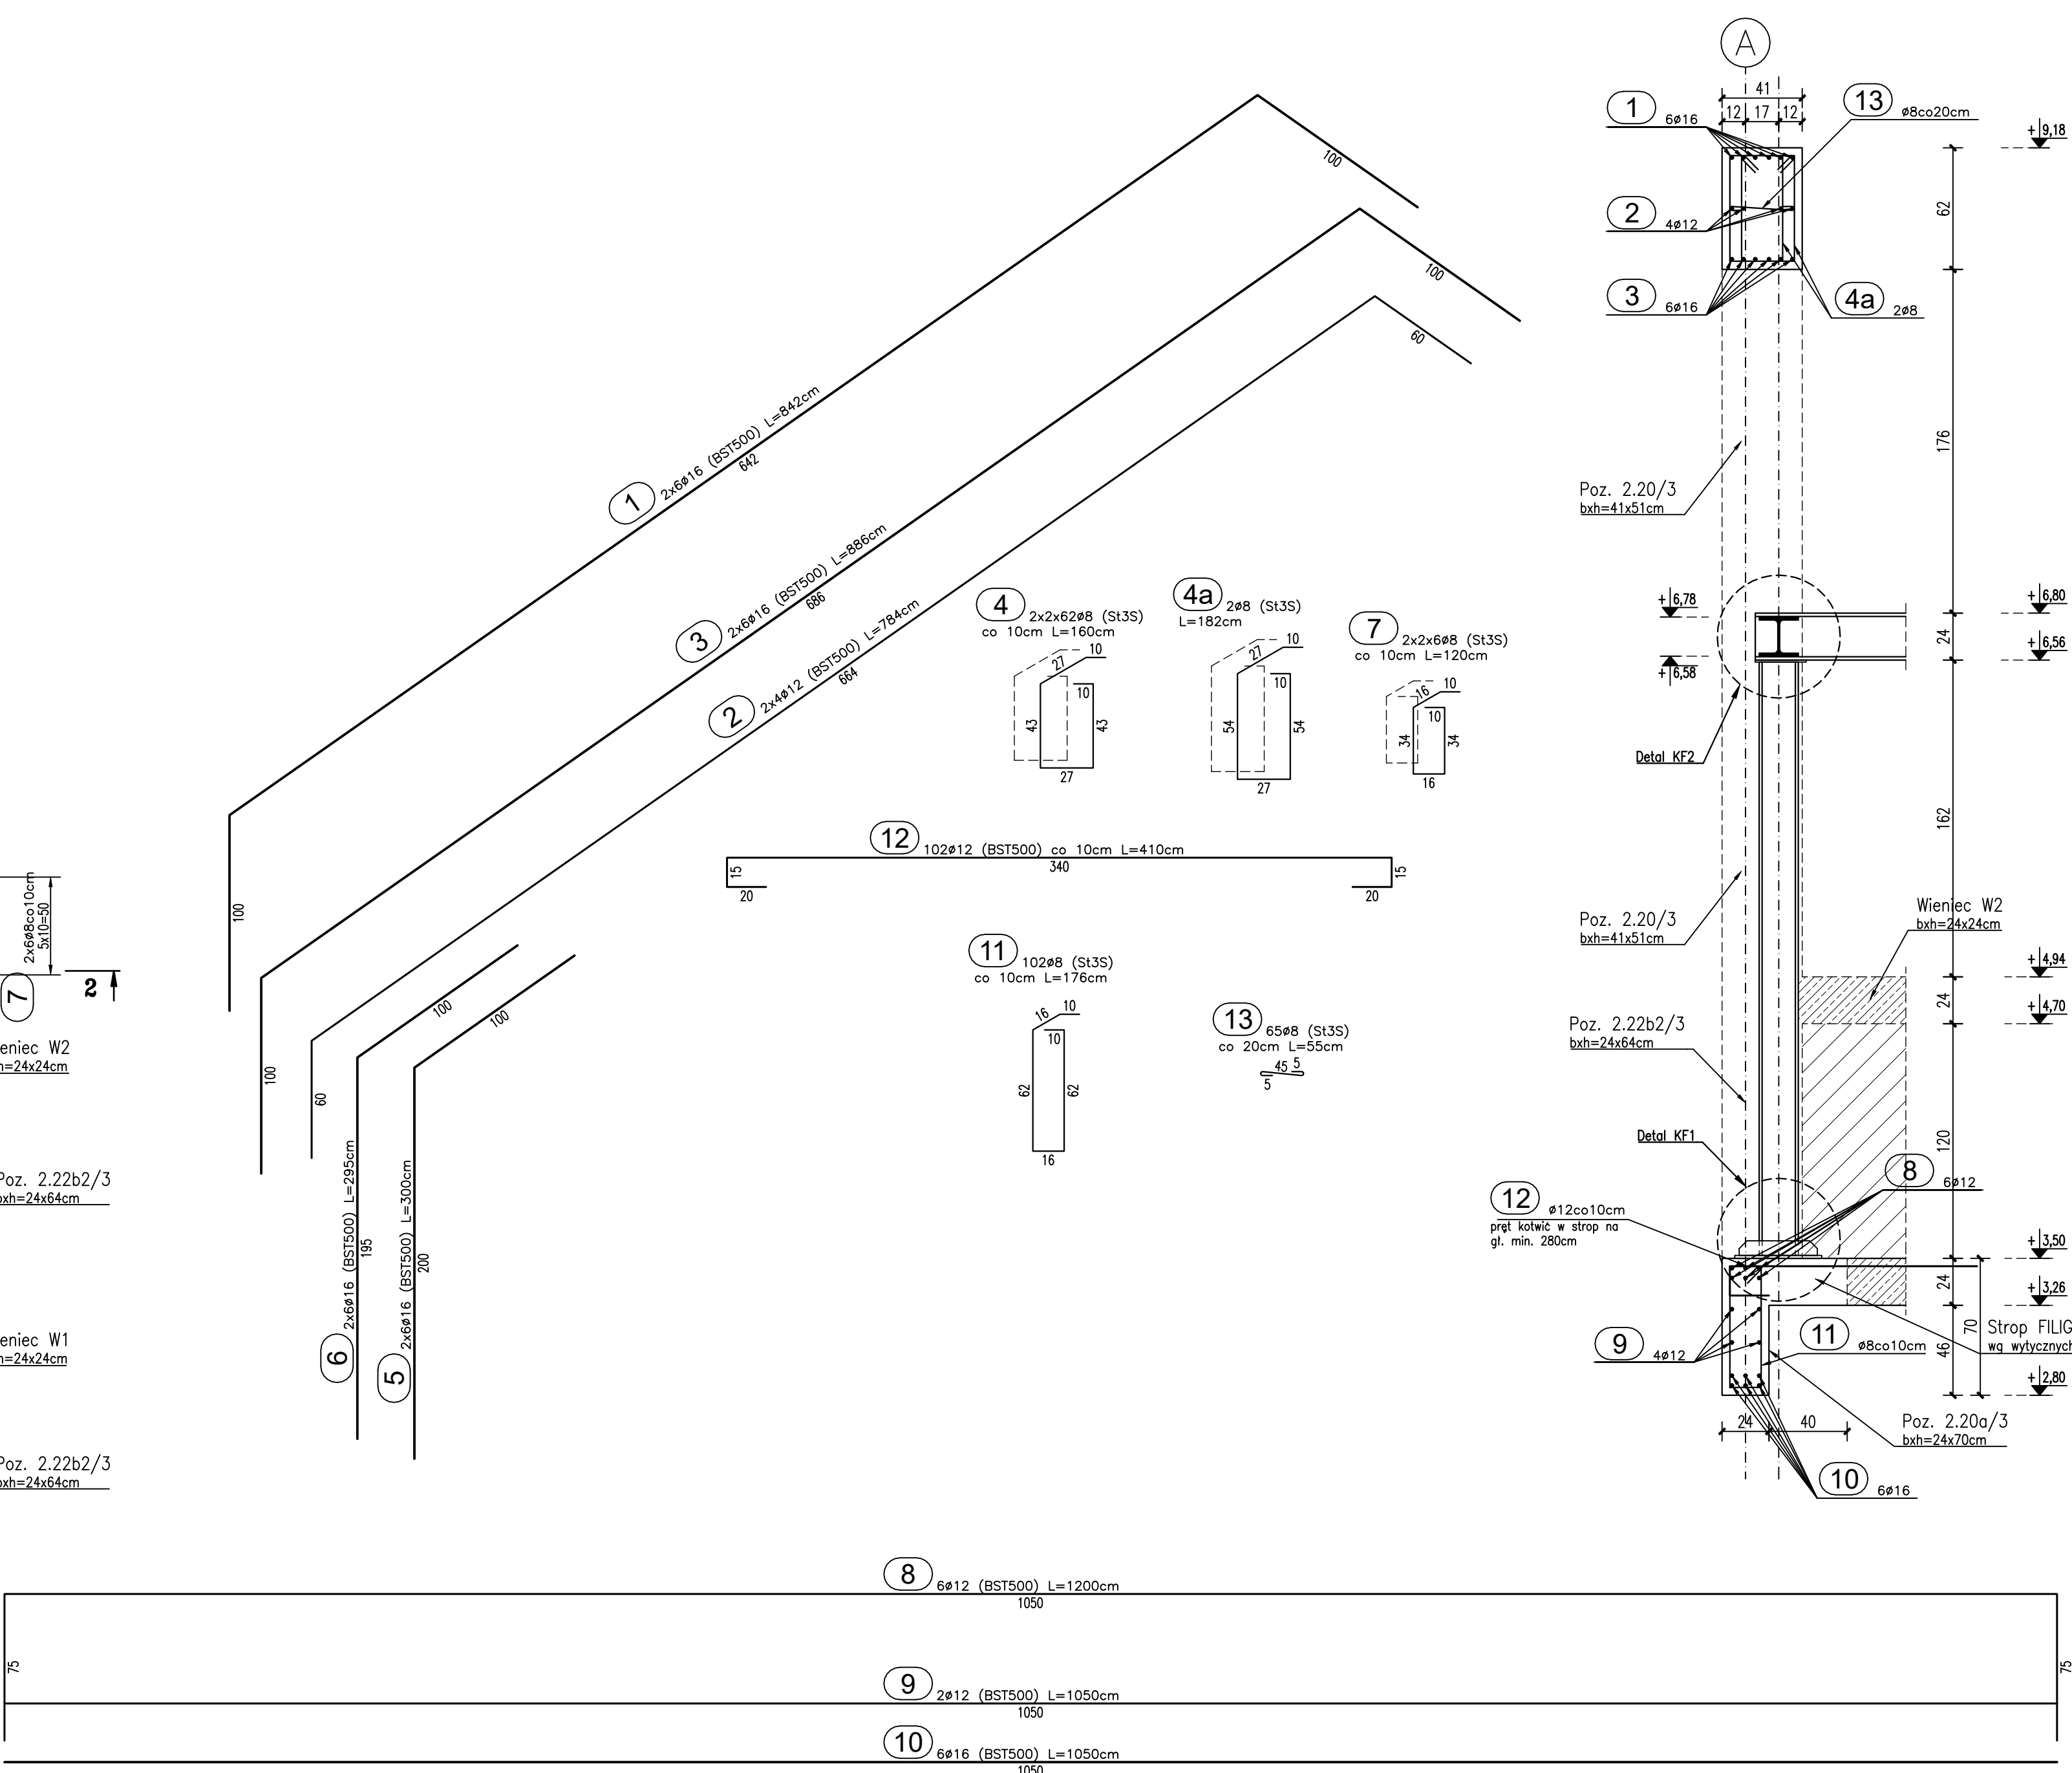 A
41
12 17 12
1 6ø16
13 ø8co20cm
+ 9,18
2 4ø12
62
3 6ø16
4a 2ø8
100
100
60
1 2x6ø16 (BST500) L=842cm
642
3 2x6ø16 (BST500) L=886cm
686
2 2x4ø12 (BST500) L=784cm
664
100
100
60
4 2x2x62ø8 (St3S)
co 10cm L=160cm
27 10
10
43 43
27
4a 2ø8 (St3S)
L=182cm
27 10
10
54 54
27
7 2x2x6ø8 (St3S)
co 10cm L=120cm
16 10
10
34 34
16
12 102ø12 (BST500) co 10cm L=410cm
340
15 15
20 20
11 102ø8 (St3S)
co 10cm L=176cm
16 10
10
62 62
16
13 65ø8 (St3S)
co 20cm L=55cm
45 5
5
100
100
6 2x6ø16 (BST500) L=295cm
195
5 2x6ø16 (BST500) L=300cm
200
2x6ø8co10cm
5x10=50
7
2
eniec W2
h=24x24cm
Poz. 2.22b2/3
bxh=24x64cm
eniec W1
h=24x24cm
Poz. 2.22b2/3
bxh=24x64cm
176
Poz. 2.20/3
bxh=41x51cm
+ 6,78
+ 6,80
24
+ 6,56
+ 6,58
Detal KF2
162
Poz. 2.20/3
bxh=41x51cm
Wieniec W2
bxh=24x24cm
+ 4,94
24
+ 4,70
Poz. 2.22b2/3
bxh=24x64cm
Detal KF1
120
8 6ø12
12 ø12co10cm
pręt kotwić w strop na
gł. min. 280cm
+ 3,50
24
+ 3,26
70
Strop FILIG
wg wytycznych
9 4ø12
11 ø8co10cm
46
+ 2,80
24 40
Poz. 2.20a/3
bxh=24x70cm
10 6ø16
8 6ø12 (BST500) L=1200cm
1050
75 75
9 2ø12 (BST500) L=1050cm
1050
10 6ø16 (BST500) L=1050cm
1050